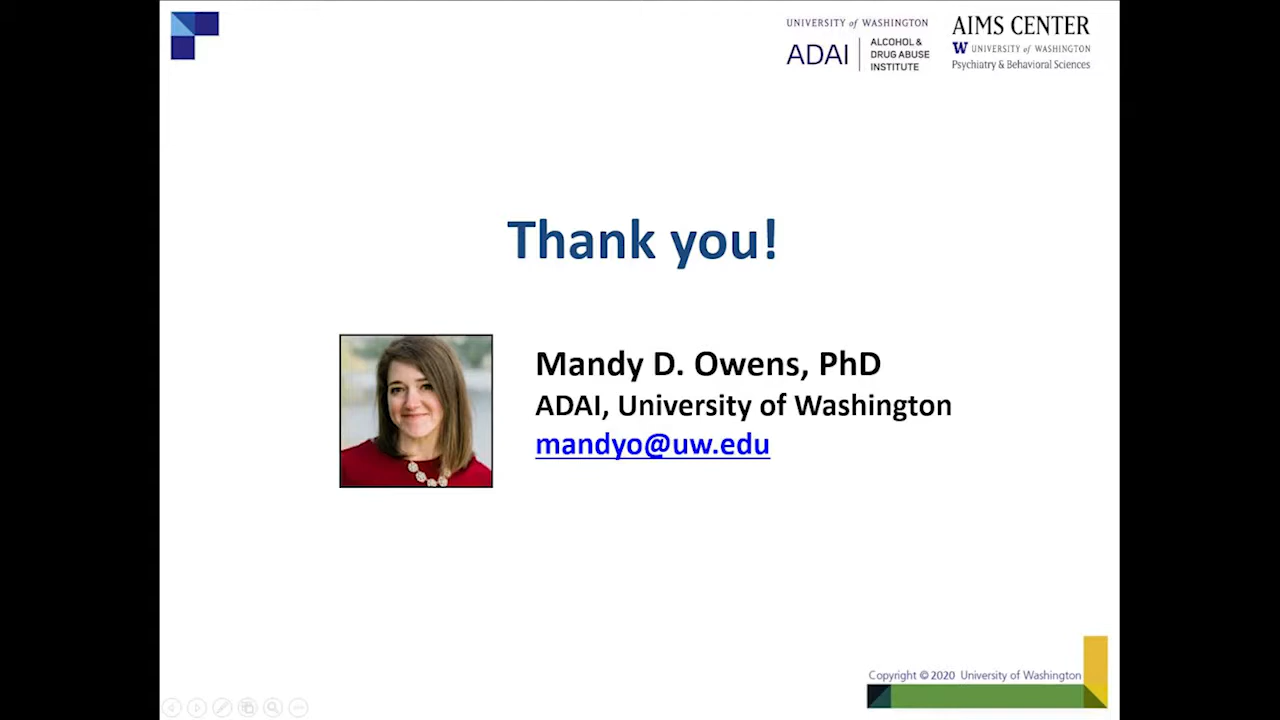 UNIVERSITY of WASHINGTON
ADAI
ALCOHOL &
DRUG ABUSE
INSTITUTE
AIMS CENTER
W UNIVERSITY of WASHINGTON
Psychiatry & Behavioral Sciences
Thank you!
Mandy D. Owens, PhD
ADAI, University of Washington
mandyo@uw.edu
Copyright © 2020 University of Washington